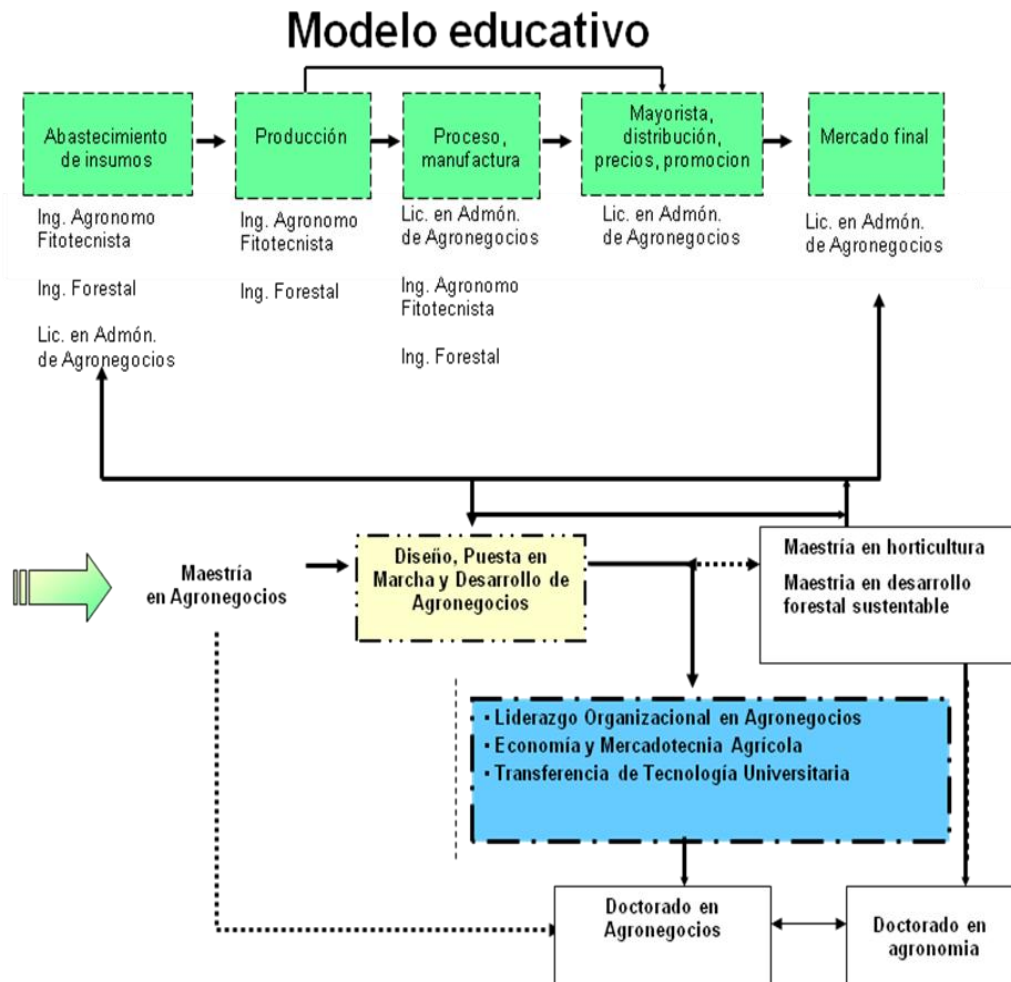 Modelo educativo
Abastecimiento
de insumos
Producción
Proceso,
manufactura
Mayorista,
distribución,
precios, promocion
Mercado final
Ing. Agronomo
Fitotecnista
Ing. Forestal
Lic. en Admón.
de Agronegocios
Ing. Agronomo
Fitotecnista
Ing. Forestal
Lic. en Admón.
de Agronegocios
Ing. Agronomo
Fitotecnista
Ing. Forestal
Lic. en Admón.
de Agronegocios
Lic. en Admón.
de Agronegocios
Maestría
en Agronegocios
Diseño, Puesta en
Marcha y Desarrollo de
Agronegocios
Maestría en horticultura
Maestria en desarrollo
forestal sustentable
▪ Liderazgo Organizacional en Agronegocios
▪ Economía y Mercadotecnia Agrícola
▪ Transferencia de Tecnología Universitaria
Doctorado en
Agronegocios
Doctorado en
agronomia